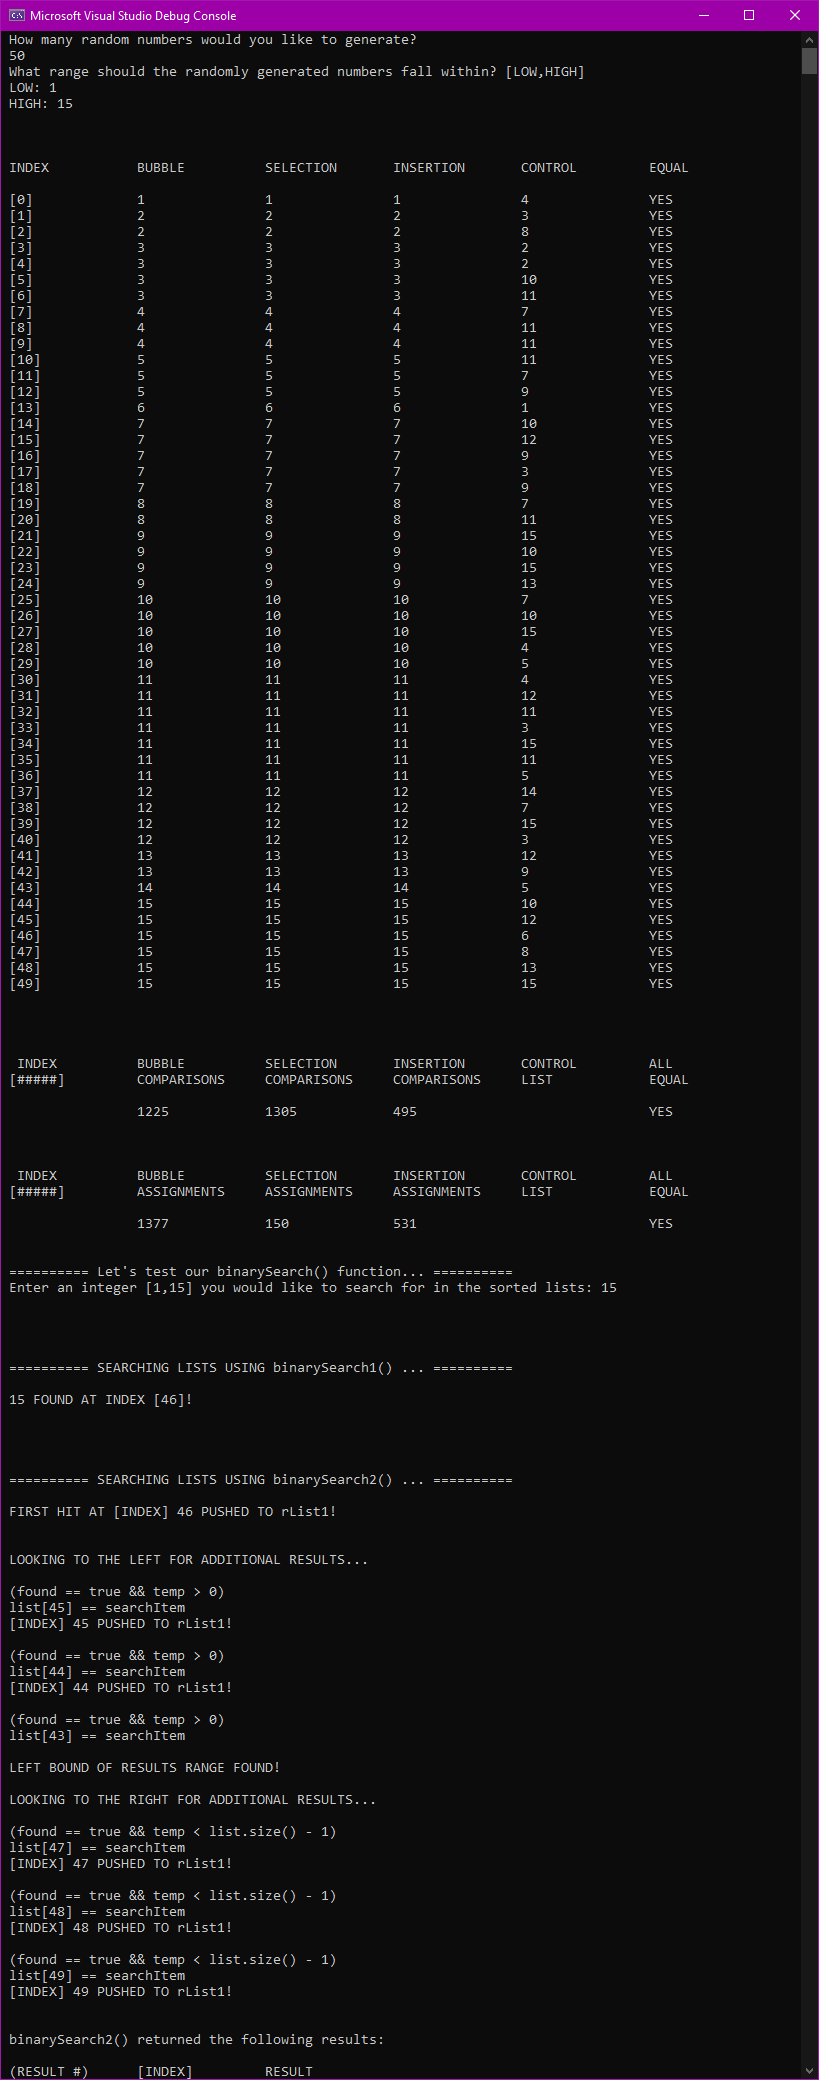 Microsoft Visual Studio Debug Console
How many random numbers would you like to generate?
50
What range should the randomly generated numbers fall within? [LOW,HIGH]
LOW: 1
HIGH: 15
INDEX BUBBLE SELECTION INSERTION CONTROL EQUAL
[0] 1 1 1 4 YES
[1] 2 2 2 3 YES
[2] 2 2 2 8 YES
[3] 3 3 3 2 YES
[4] 3 3 3 2 YES
[5] 3 3 3 10 YES
[6] 3 3 3 11 YES
[7] 4 4 4 7 YES
[8] 4 4 4 11 YES
[9] 4 4 4 11 YES
[10] 5 5 5 11 YES
[11] 5 5 5 7 YES
[12] 5 5 5 9 YES
[13] 6 6 6 1 YES
[14] 7 7 7 10 YES
[15] 7 7 7 12 YES
[16] 7 7 7 9 YES
[17] 7 7 7 3 YES
[18] 7 7 7 9 YES
[19] 8 8 8 7 YES
[20] 8 8 8 11 YES
[21] 9 9 9 15 YES
[22] 9 9 9 10 YES
[23] 9 9 9 15 YES
[24] 9 9 9 13 YES
[25] 10 10 10 7 YES
[26] 10 10 10 10 YES
[27] 10 10 10 15 YES
[28] 10 10 10 4 YES
[29] 10 10 10 5 YES
[30] 11 11 11 4 YES
[31] 11 11 11 12 YES
[32] 11 11 11 11 YES
[33] 11 11 11 3 YES
[34] 11 11 11 15 YES
[35] 11 11 11 11 YES
[36] 11 11 11 5 YES
[37] 12 12 12 14 YES
[38] 12 12 12 7 YES
[39] 12 12 12 15 YES
[40] 12 12 12 3 YES
[41] 13 13 13 12 YES
[42] 13 13 13 9 YES
[43] 14 14 14 5 YES
[44] 15 15 15 10 YES
[45] 15 15 15 12 YES
[46] 15 15 15 6 YES
[47] 15 15 15 8 YES
[48] 15 15 15 13 YES
[49] 15 15 15 15 YES
INDEX BUBBLE SELECTION INSERTION CONTROL ALL
[#####] COMPARISONS COMPARISONS COMPARISONS LIST EQUAL
1225 1305 495 YES
INDEX BUBBLE SELECTION INSERTION CONTROL ALL
[#####] ASSIGNMENTS ASSIGNMENTS ASSIGNMENTS LIST EQUAL
1377 150 531 YES
========== Let's test our binarySearch() function... ==========
Enter an integer [1,15] you would like to search for in the sorted lists: 15
========== SEARCHING LISTS USING binarySearch1() ... ==========
15 FOUND AT INDEX [46]!
========== SEARCHING LISTS USING binarySearch2() ... ==========
FIRST HIT AT [INDEX] 46 PUSHED TO rList1!
LOOKING TO THE LEFT FOR ADDITIONAL RESULTS...
(found == true && temp > 0)
list[45] == searchItem
[INDEX] 45 PUSHED TO rList1!
(found == true && temp > 0)
list[44] == searchItem
[INDEX] 44 PUSHED TO rList1!
(found == true && temp > 0)
list[43] == searchItem
LEFT BOUND OF RESULTS RANGE FOUND!
LOOKING TO THE RIGHT FOR ADDITIONAL RESULTS...
(found == true && temp < list.size() - 1)
list[47] == searchItem
[INDEX] 47 PUSHED TO rList1!
(found == true && temp < list.size() - 1)
list[48] == searchItem
[INDEX] 48 PUSHED TO rList1!
(found == true && temp < list.size() - 1)
list[49] == searchItem
[INDEX] 49 PUSHED TO rList1!
binarySearch2() returned the following results:
(RESULT #) [INDEX] RESULT